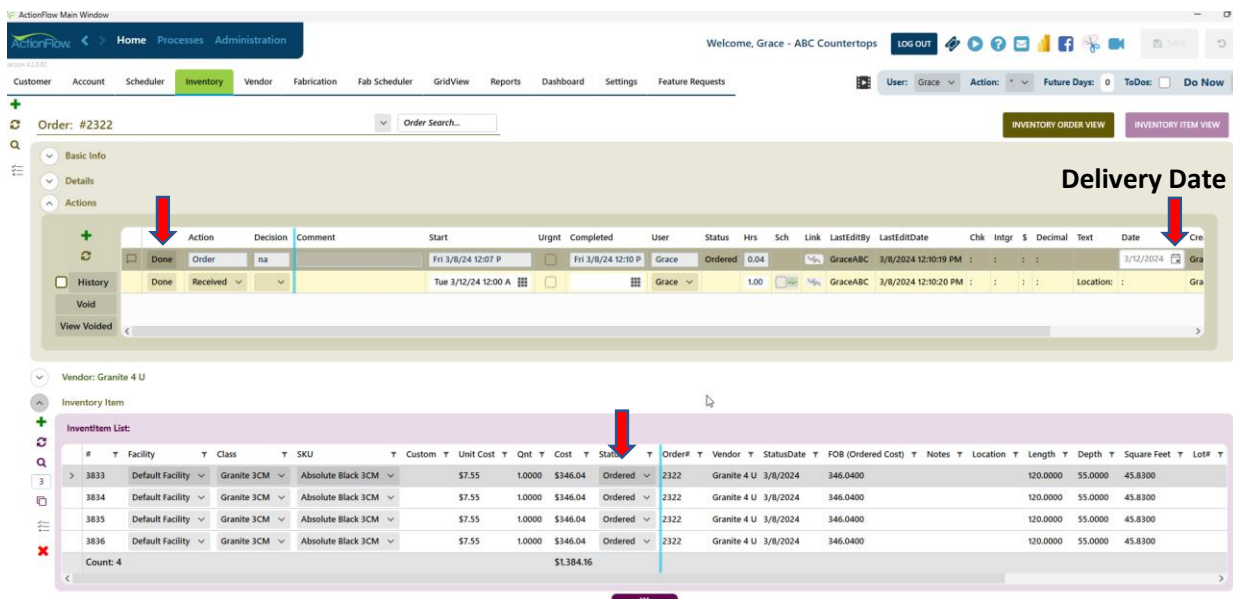 ActionFlow Main Window
ActionFlow Home Processes Administration Welcome, Grace - ABC Countertops LOG OUT
Customer Account Scheduler Inventory Vendor Fabrication Fab Scheduler GridView Reports Dashboard Settings Feature Requests User: Grace Action: * Future Days: 0 ToDos: Do Now
Order: #2322 Order Search... INVENTORY ORDER VIEW INVENTORY ITEM VIEW
Basic Info
Details
Delivery Date
Actions
Action Decision Comment Start Urgnt Completed User Status Hrs Sch Link LastEditBy LastEditDate Chk Intgr $ Decimal Text Date Cre
Done Order na Fri 3/8/24 12:07 P Fri 3/8/24 12:10 P Grace Ordered 0.04 GraceABC 3/8/2024 12:10:19 PM : : : : 3/12/2024 Gra
History Done Received Tue 3/12/24 12:00 A Grace 1.00 GraceABC 3/8/2024 12:10:20 PM : : : : Location: : Gra
Void
View Voided
Vendor: Granite 4 U
Inventory Item
InventItem List:
# Facility Class SKU Custom Unit Cost Qnt Cost Status Order# Vendor StatusDate FOB (Ordered Cost) Notes Location Length Depth Square Feet Lot#
3833 Default Facility Granite 3CM Absolute Black 3CM $7.55 1.0000 $346.04 Ordered 2322 Granite 4 U 3/8/2024 346.0400 120.0000 55.0000 45.8300
3 3834 Default Facility Granite 3CM Absolute Black 3CM $7.55 1.0000 $346.04 Ordered 2322 Granite 4 U 3/8/2024 346.0400 120.0000 55.0000 45.8300
3835 Default Facility Granite 3CM Absolute Black 3CM $7.55 1.0000 $346.04 Ordered 2322 Granite 4 U 3/8/2024 346.0400 120.0000 55.0000 45.8300
3836 Default Facility Granite 3CM Absolute Black 3CM $7.55 1.0000 $346.04 Ordered 2322 Granite 4 U 3/8/2024 346.0400 120.0000 55.0000 45.8300
Count: 4 $1,384.16